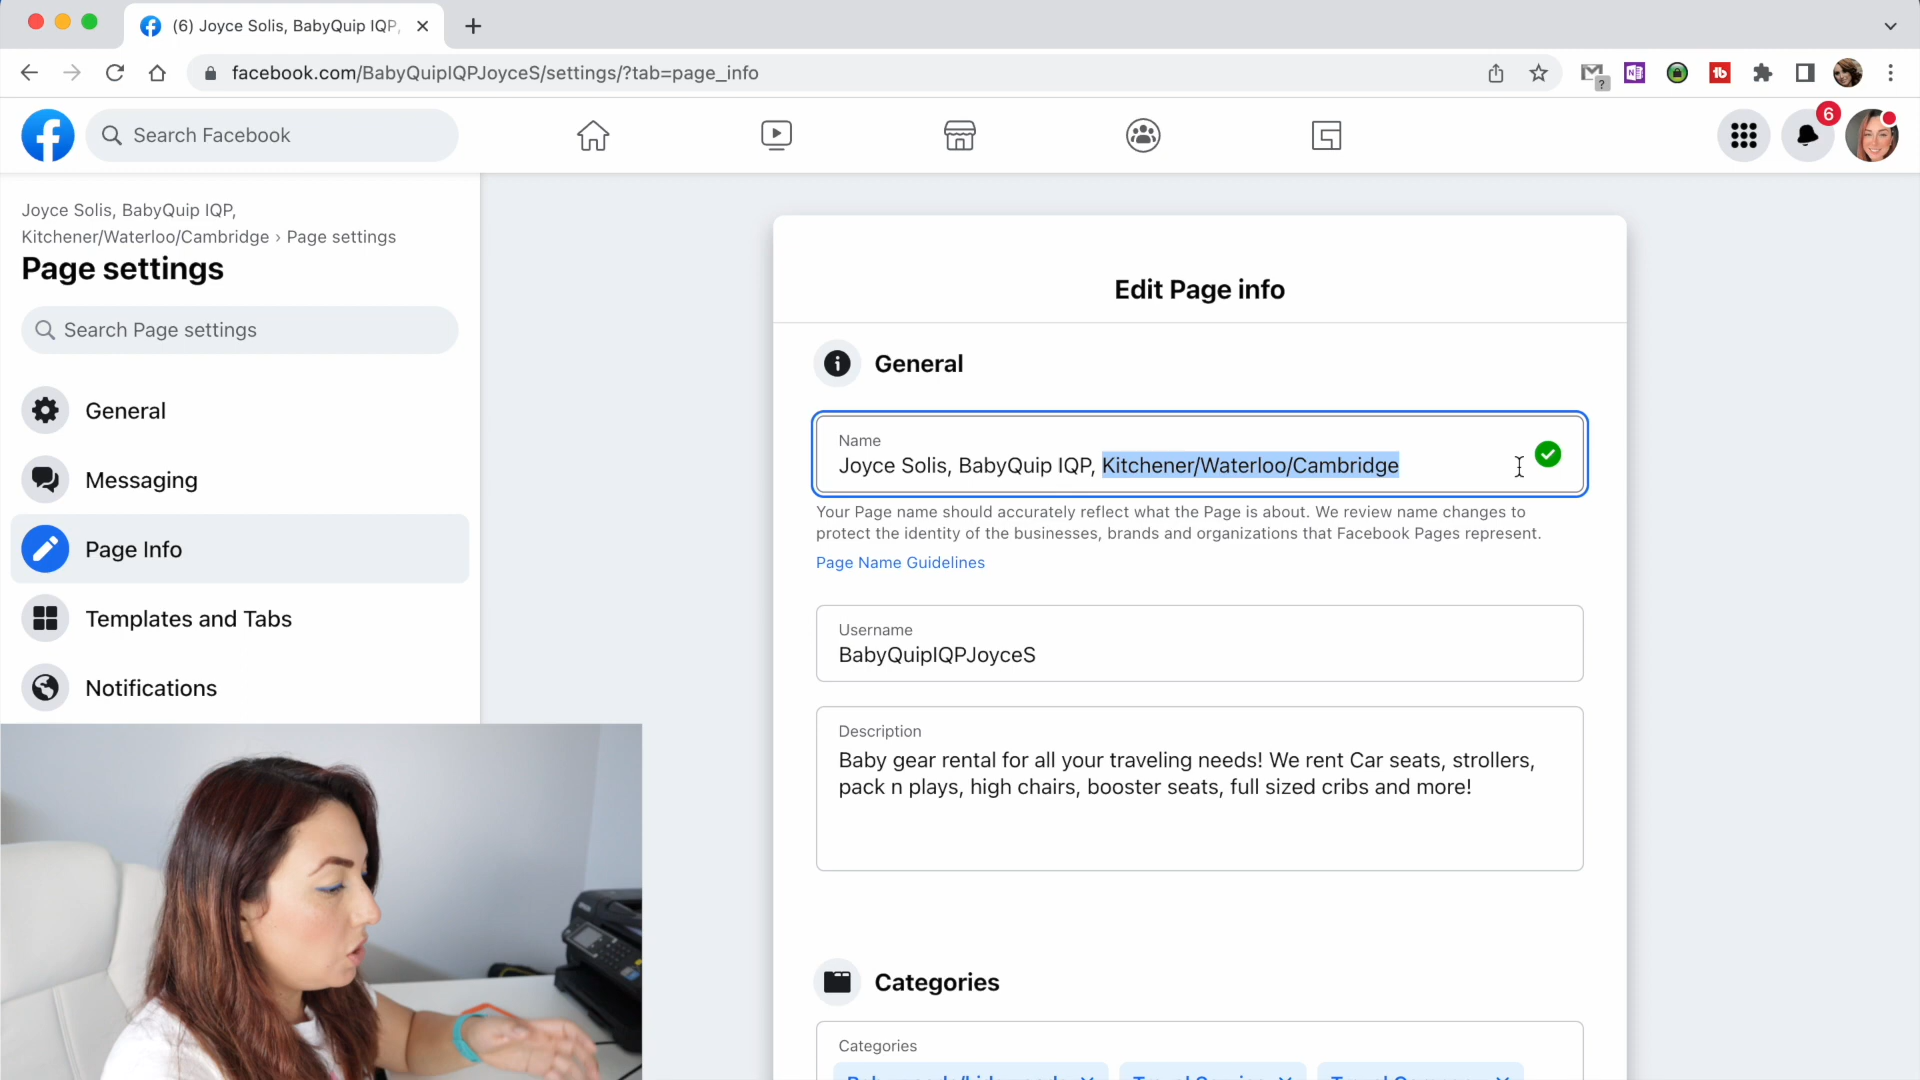 (6) Joyce Solis, BabyQuip IQP,
facebook.com/BabyQuipIQPJoyceS/settings/?tab=page_info
Search Facebook
6
Joyce Solis, BabyQuip IQP,
Kitchener/Waterloo/Cambridge › Page settings
Page settings
Search Page settings
General
Messaging
Page Info
Templates and Tabs
Notifications
Edit Page info
General
Name
Joyce Solis, BabyQuip IQP, Kitchener/Waterloo/Cambridge
Your Page name should accurately reflect what the Page is about. We review name changes to
protect the identity of the businesses, brands and organizations that Facebook Pages represent.
Page Name Guidelines
Username
BabyQuipIQPJoyceS
Description
Baby gear rental for all your traveling needs! We rent Car seats, strollers,
pack n plays, high chairs, booster seats, full sized cribs and more!
Categories
Categories